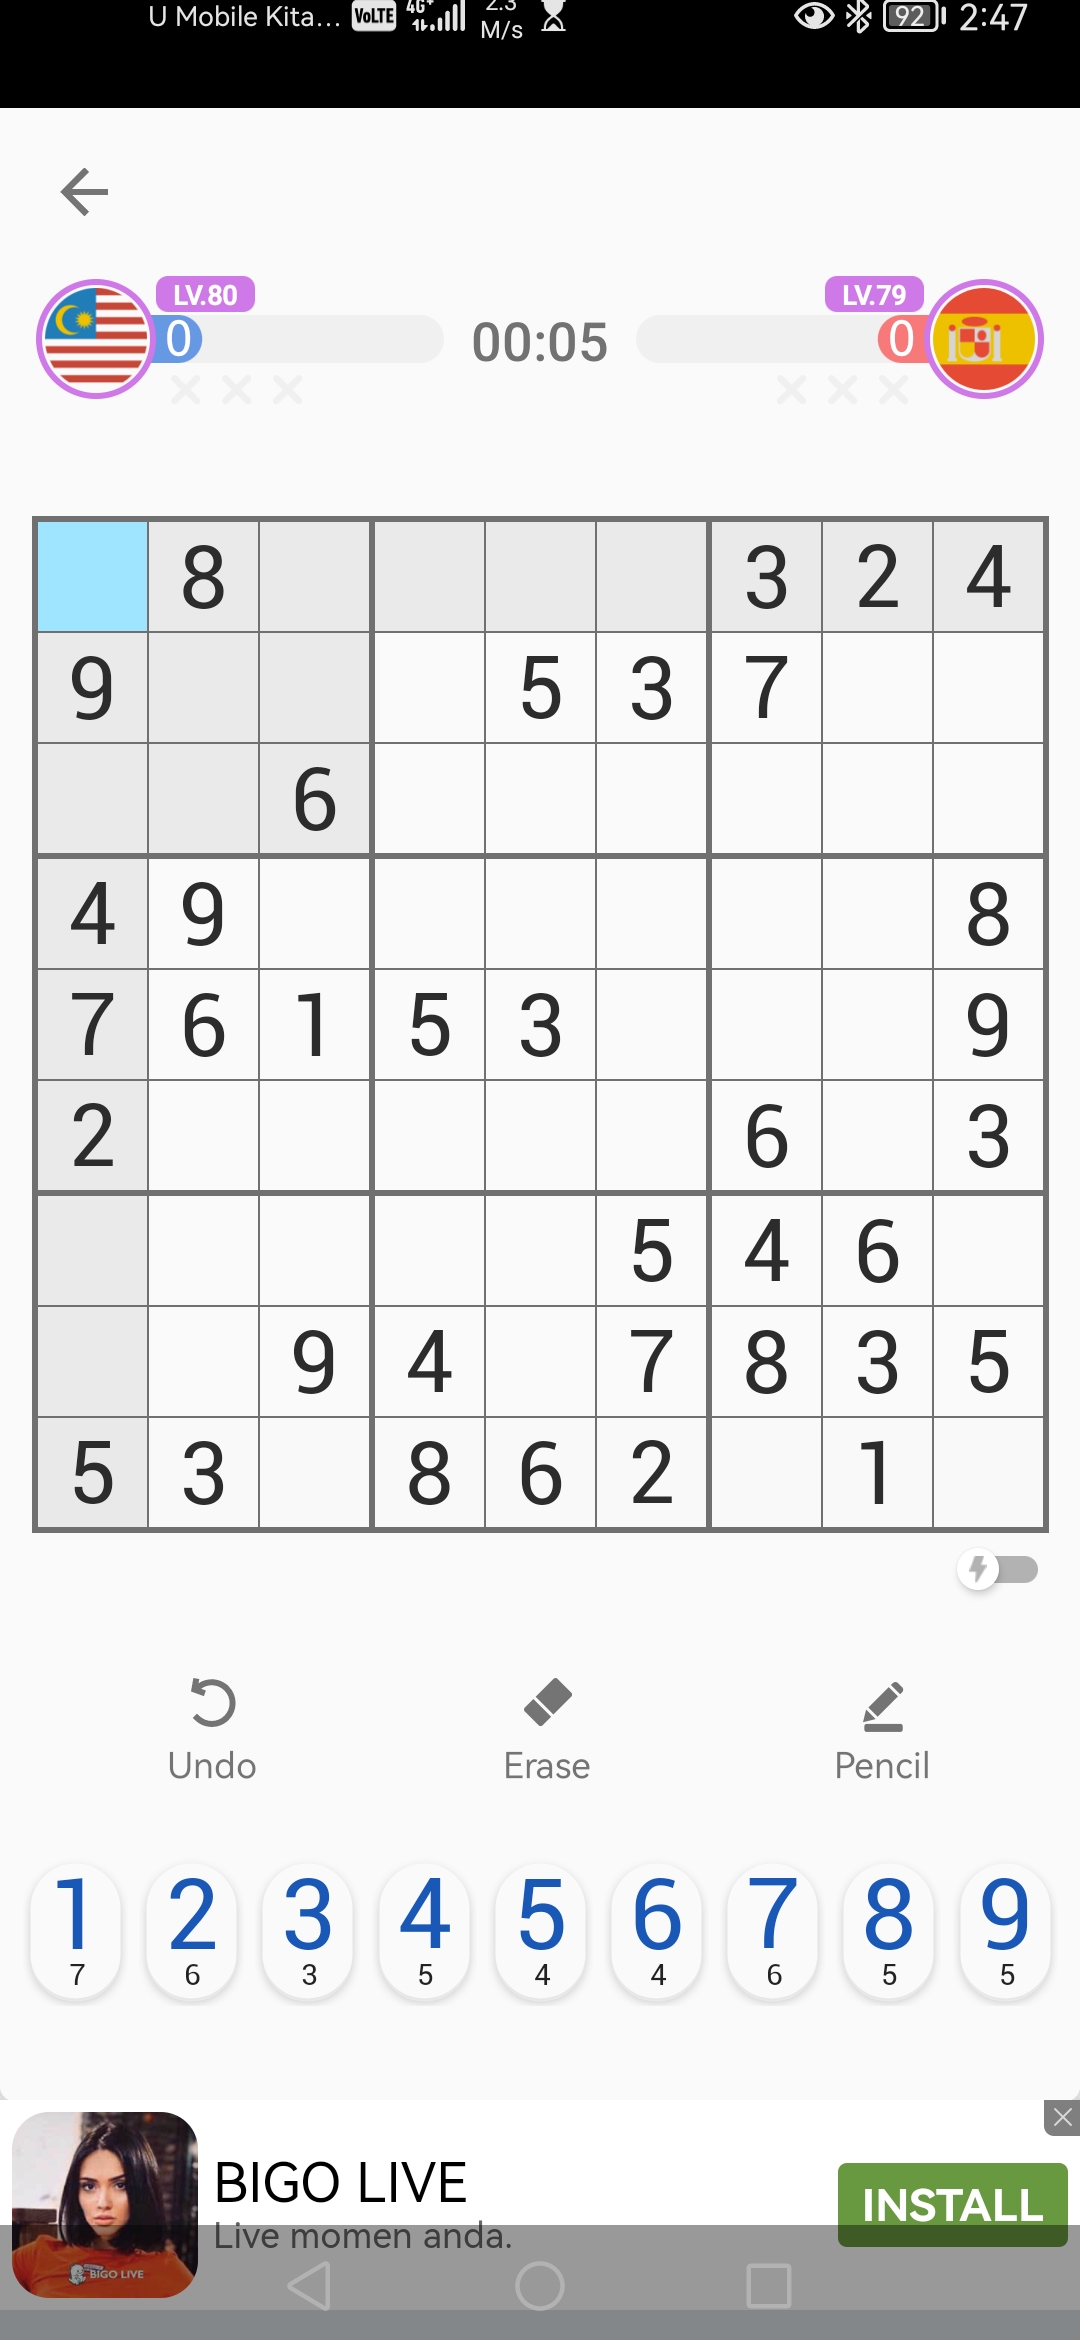 U Mobile Kita... VoLTE 4G+ 2.3 M/s 92 2:47
LV.80 LV.79
0 00:05 0
8 3 2 4
9 5 3 7
6
4 9 8
7 6 1 5 3 9
2 6 3
5 4 6
9 4 7 8 3 5
5 3 8 6 2 1
Undo Erase Pencil
1 2 3 4 5 6 7 8 9
7 6 3 5 4 4 6 5 5
BIGO LIVE
INSTALL
Live momen anda.
BIGO LIVE